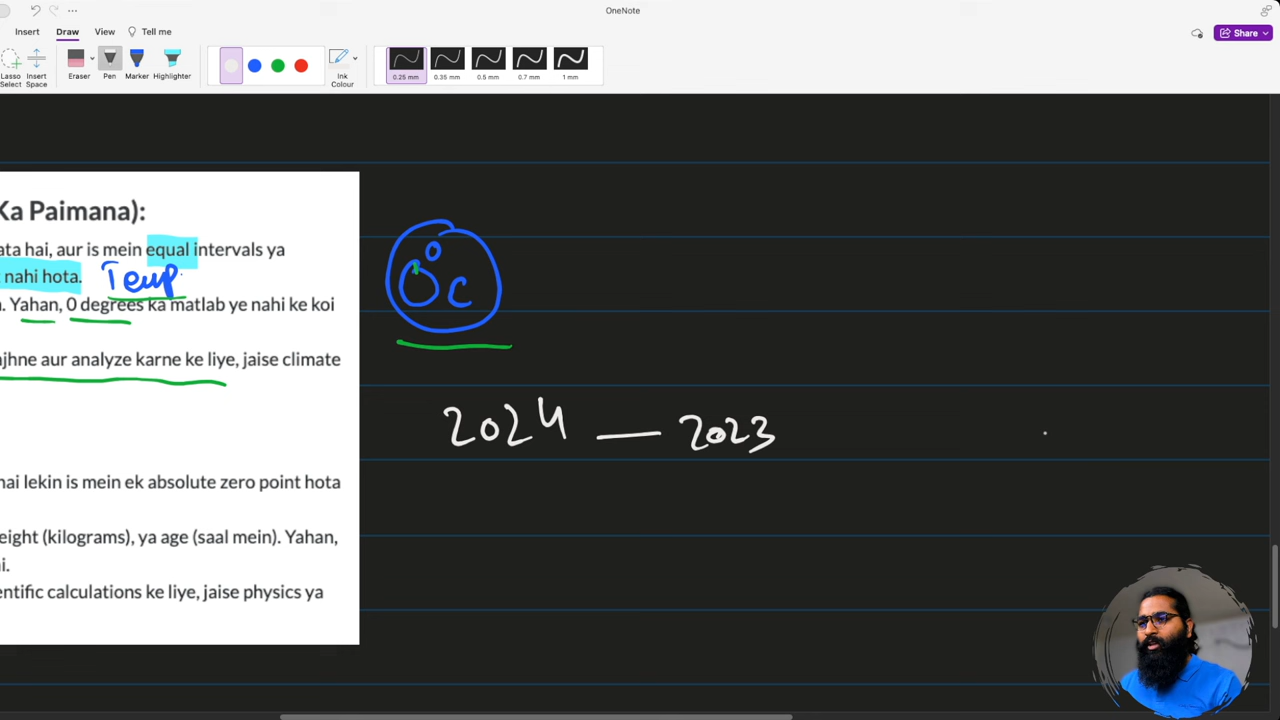 OneNote
Insert Draw View Tell me
Share
Lasso Select
Insert Space
Eraser
Pen
Marker
Highlighter
Ink Colour
0.25 mm
0.35 mm
0.5 mm
0.7 mm
1 mm
Ka Paimana):
ata hai, aur is mein equal intervals ya
nahi hota. Temp
. Yahan, 0 degrees ka matlab ye nahi ke koi
0°C
ajhne aur analyze karne ke liye, jaise climate
2024 — 2023
hai lekin is mein ek absolute zero point hota
eight (kilograms), ya age (saal mein). Yahan,
i.
entific calculations ke liye, jaise physics ya